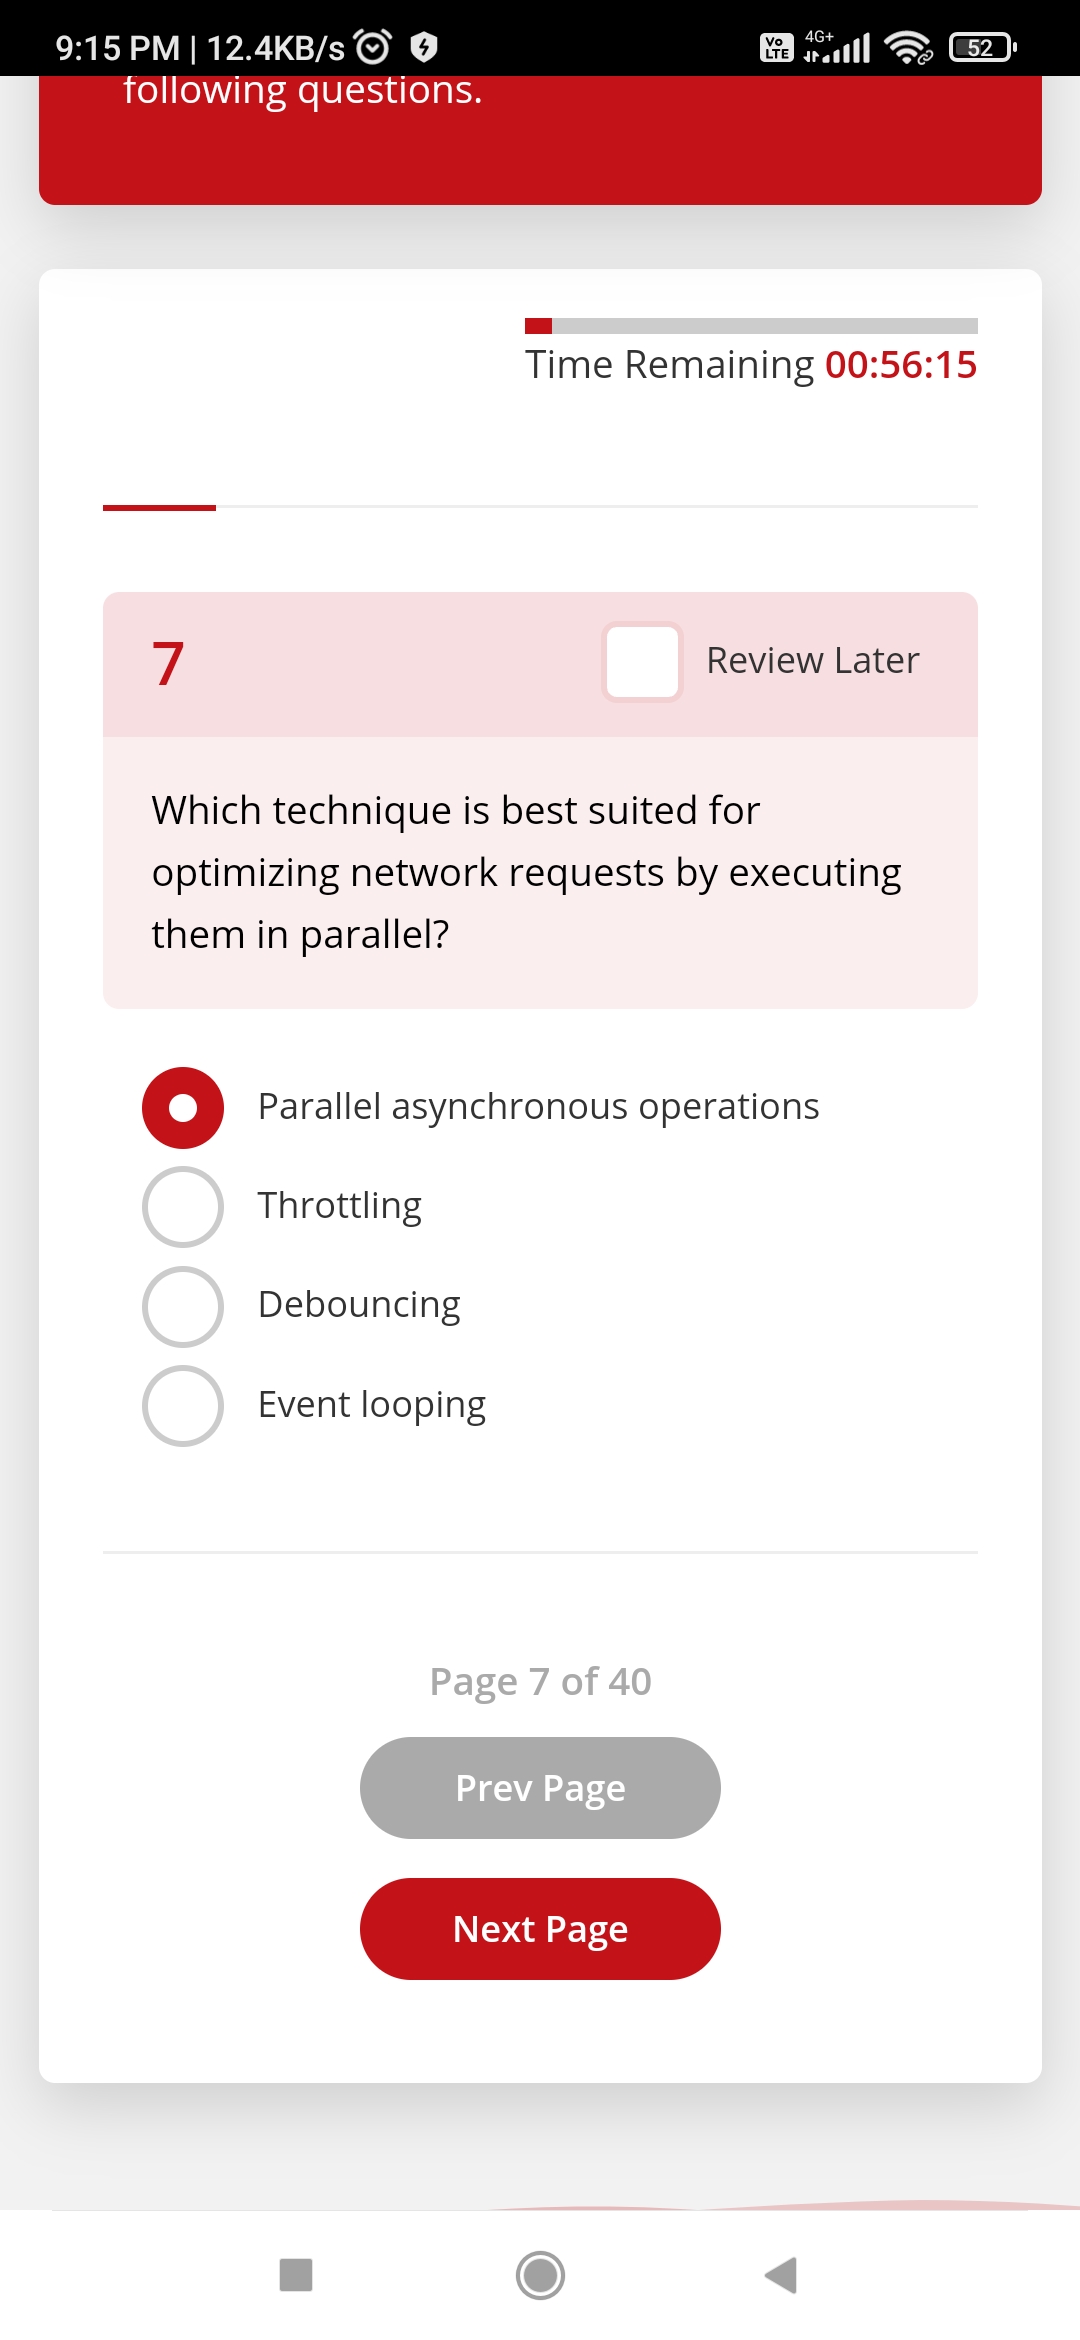 9:15 PM | 12.4KB/s
Vo LTE 4G+ 52
following questions.
Time Remaining 00:56:15
7 Review Later
Which technique is best suited for
optimizing network requests by executing
them in parallel?
Parallel asynchronous operations
Throttling
Debouncing
Event looping
Page 7 of 40
Prev Page
Next Page